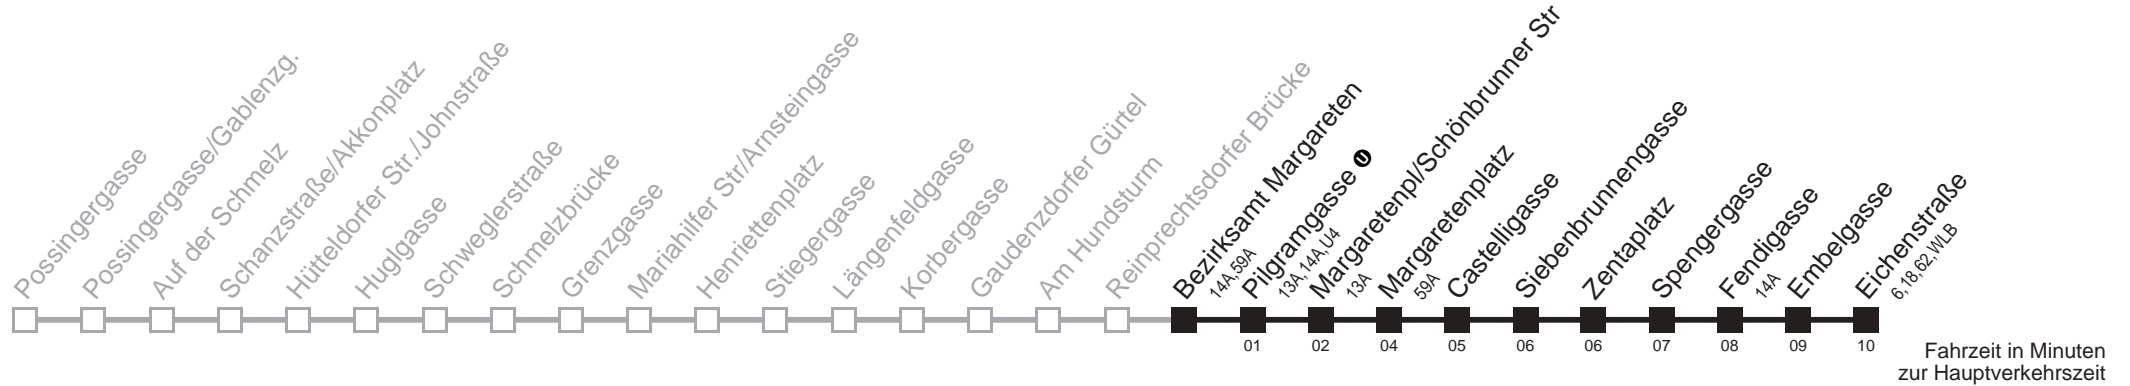 Possingergasse
Possingergasse/Gablenzg.
Auf der Schmelz
Schanzstraße/Akkonplatz
Hütteldorfer Str./Johnstraße
Huglgasse
Schweglerstraße
Schmelzbrücke
Grenzgasse
Mariahilfer Str/Arnsteingasse
Henriettenplatz
Stiegergasse
Längenfeldgasse
Korbergasse
Gaudenzdorfer Gürtel
Am Hundsturm
Reinprechtsdorfer Brücke
Bezirksamt Margareten
14A,59A
Pilgramgasse U
13A,14A,U4
Margaretenpl/Schönbrunner Str
13A
Margaretenplatz
59A
Castelligasse
Siebenbrunnengasse
Zentaplatz
Spengergasse
Fendigasse
14A
Embelgasse
Eichenstraße
6,18,62,WLB
01 02 04 05 06 06 07 08 09 10
Fahrzeit in Minuten
zur Hauptverkehrszeit